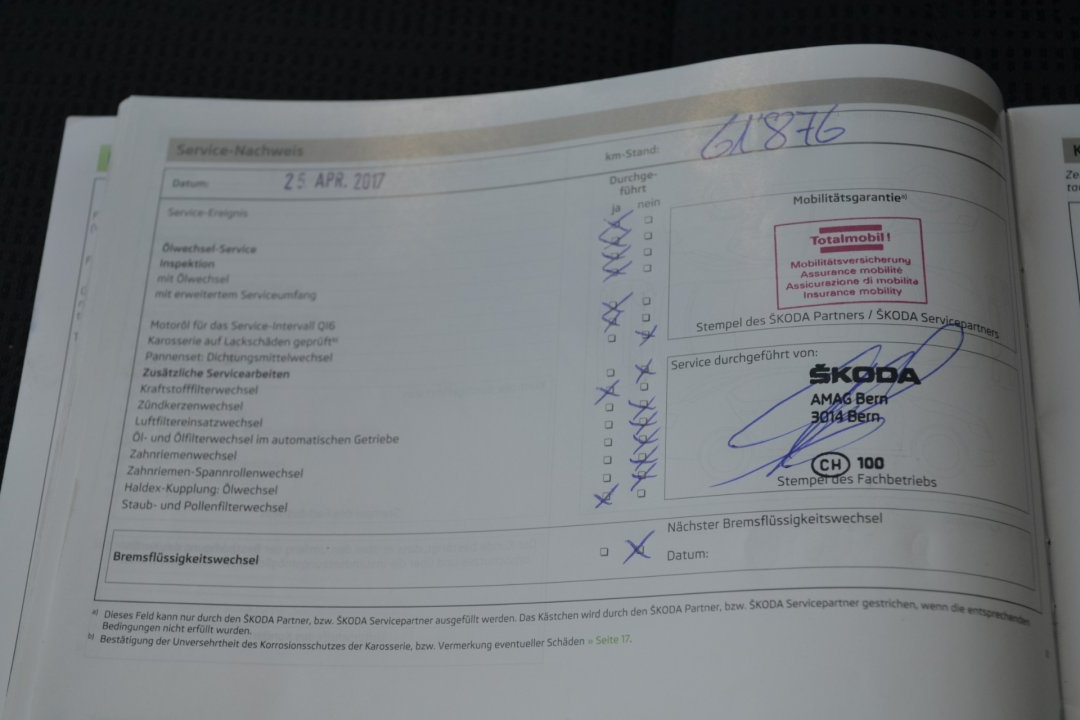 Service-Nachweis
km-Stand: 61'876
Datum: 25 APR. 2017
Durchge-
führt
ja nein
Service-Ereignis
Ölwechsel-Service
Inspektion
mit Ölwechsel
mit erweitertem Serviceumfang
Motoröl für das Service-Intervall QI6
Karosserie auf Lackschäden geprüft b)
Pannenset: Dichtungsmittelwechsel
Zusätzliche Servicearbeiten
Kraftstofffilterwechsel
Zündkerzenwechsel
Luftfiltereinsatzwechsel
Öl- und Ölfilterwechsel im automatischen Getriebe
Zahnriemenwechsel
Zahnriemen-Spannrollenwechsel
Haldex-Kupplung: Ölwechsel
Staub- und Pollenfilterwechsel
Mobilitätsgarantie a)
Totalmobil!
Mobilitätsversicherung
Assurance mobilité
Assicurazione di mobilita
Insurance mobility
Stempel des ŠKODA Partners / ŠKODA Servicepartners
Service durchgeführt von:
ŠKODA
AMAG Bern
3014 Bern
CH 100
Stempel des Fachbetriebs
Bremsflüssigkeitswechsel
Nächster Bremsflüssigkeitswechsel
Datum:
a) Dieses Feld kann nur durch den ŠKODA Partner, bzw. ŠKODA Servicepartner ausgefüllt werden. Das Kästchen wird durch den ŠKODA Partner, bzw. ŠKODA Servicepartner gestrichen, wenn die entsprechenden
Bedingungen nicht erfüllt wurden.
b) Bestätigung der Unversehrtheit des Korrosionsschutzes der Karosserie, bzw. Vermerkung eventueller Schäden » Seite 17.